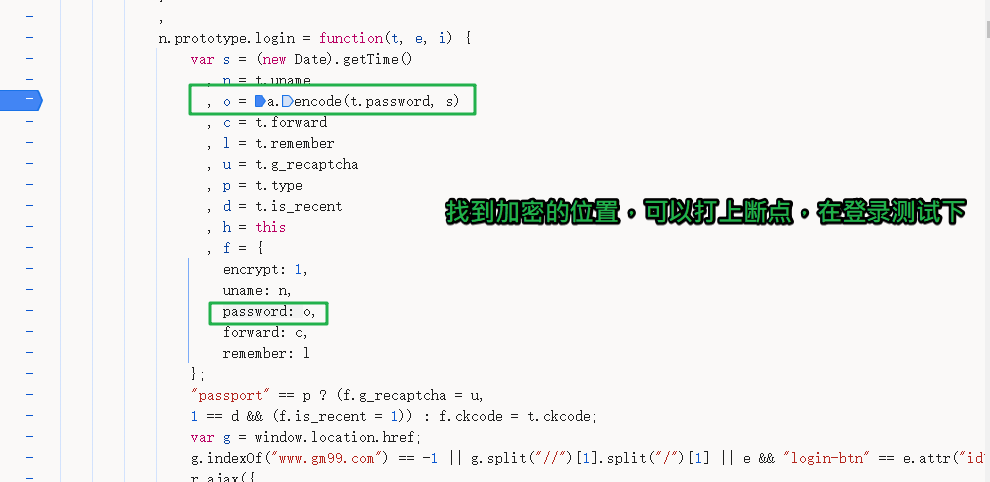 ,
n.prototype.login = function(t, e, i) {
var s = (new Date).getTime()
, n = t.uname
, o = a.encode(t.password, s)
, c = t.forward
, l = t.remember
, u = t.g_recaptcha
, p = t.type
, d = t.is_recent
找到加密的位置，可以打上断点，在登录测试下
, h = this
, f = {
encrypt: 1,
uname: n,
password: o,
forward: c,
remember: l
};
"passport" == p ? (f.g_recaptcha = u,
1 == d && (f.is_recent = 1)) : f.ckcode = t.ckcode;
var g = window.location.href;
g.indexOf("www.gm99.com") == -1 || g.split("//")[1].split("/")[1] || e && "login-btn" == e.attr("id"
r.ajax({